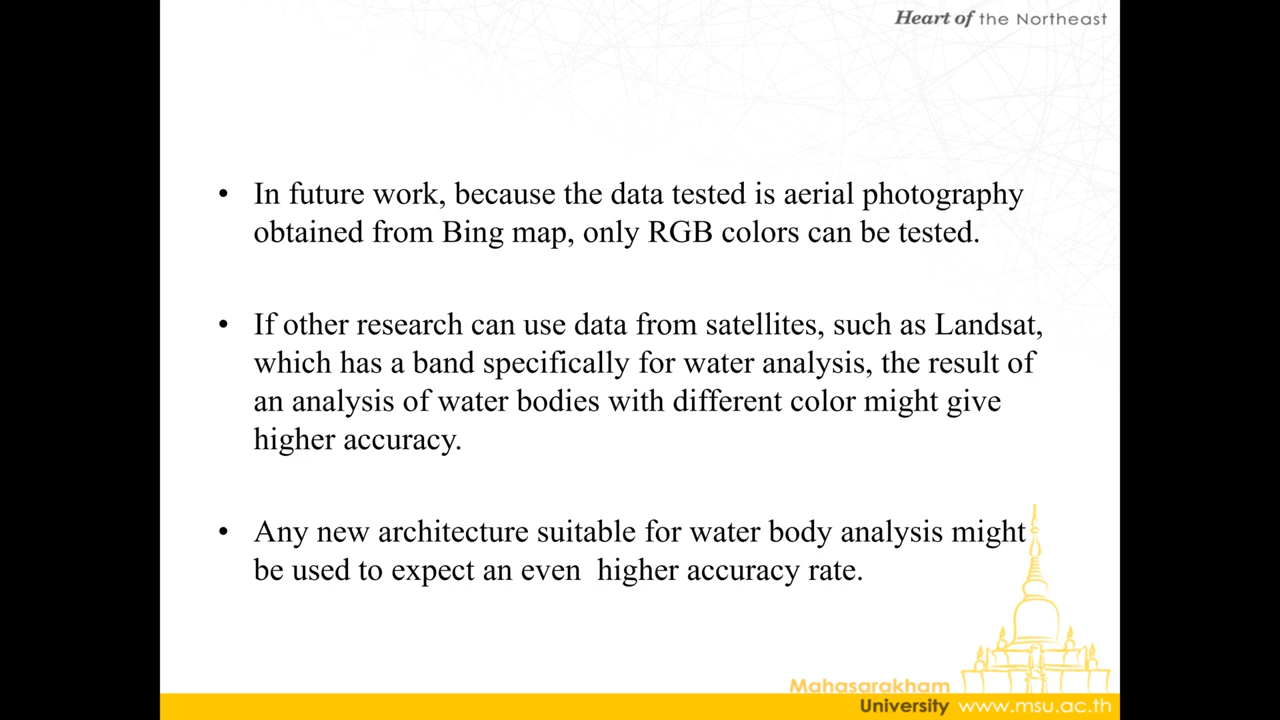 Heart of the Northeast
• In future work, because the data tested is aerial photography
obtained from Bing map, only RGB colors can be tested.
• If other research can use data from satellites, such as Landsat,
which has a band specifically for water analysis, the result of
an analysis of water bodies with different color might give
higher accuracy.
• Any new architecture suitable for water body analysis might
be used to expect an even  higher accuracy rate.
Mahasarakham
University www.msu.ac.th